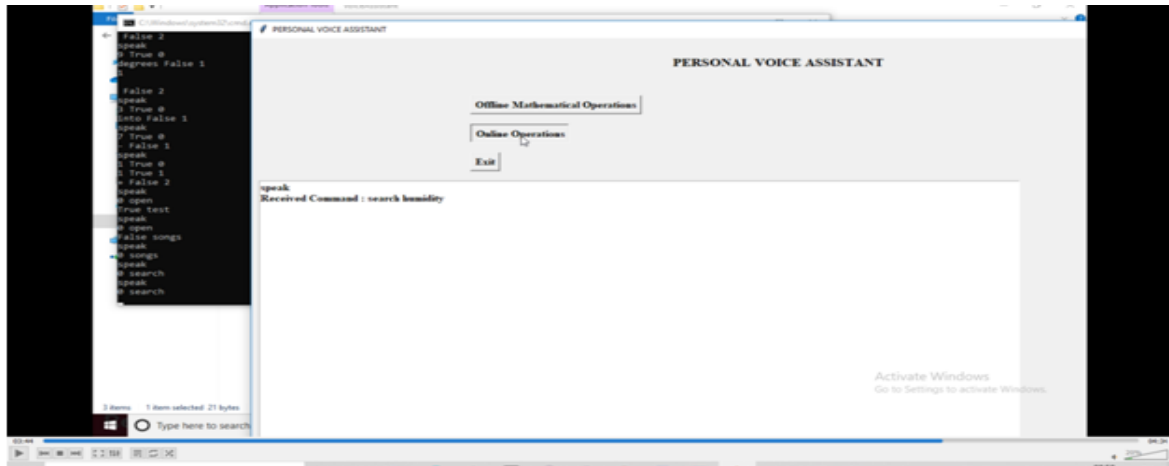 C:\Windows\system32\cmd.
False 2
speak
9 True 0
degrees False 1
1
False 2
speak
3 True 0
into False 1
speak
7 True 0
- False 1
speak
1 True 0
1 True 1
= False 2
speak
0 open
True test
speak
0 open
False songs
speak
0 songs
speak
0 search
speak
0 search
PERSONAL VOICE ASSISTANT
PERSONAL VOICE ASSISTANT
Offline Mathematical Operations
Online Operations
Exit
speak
Received Command : search humidity
Activate Windows
Go to Settings to activate Windows.
3 items 1 item selected 21 bytes
Type here to search
03:44